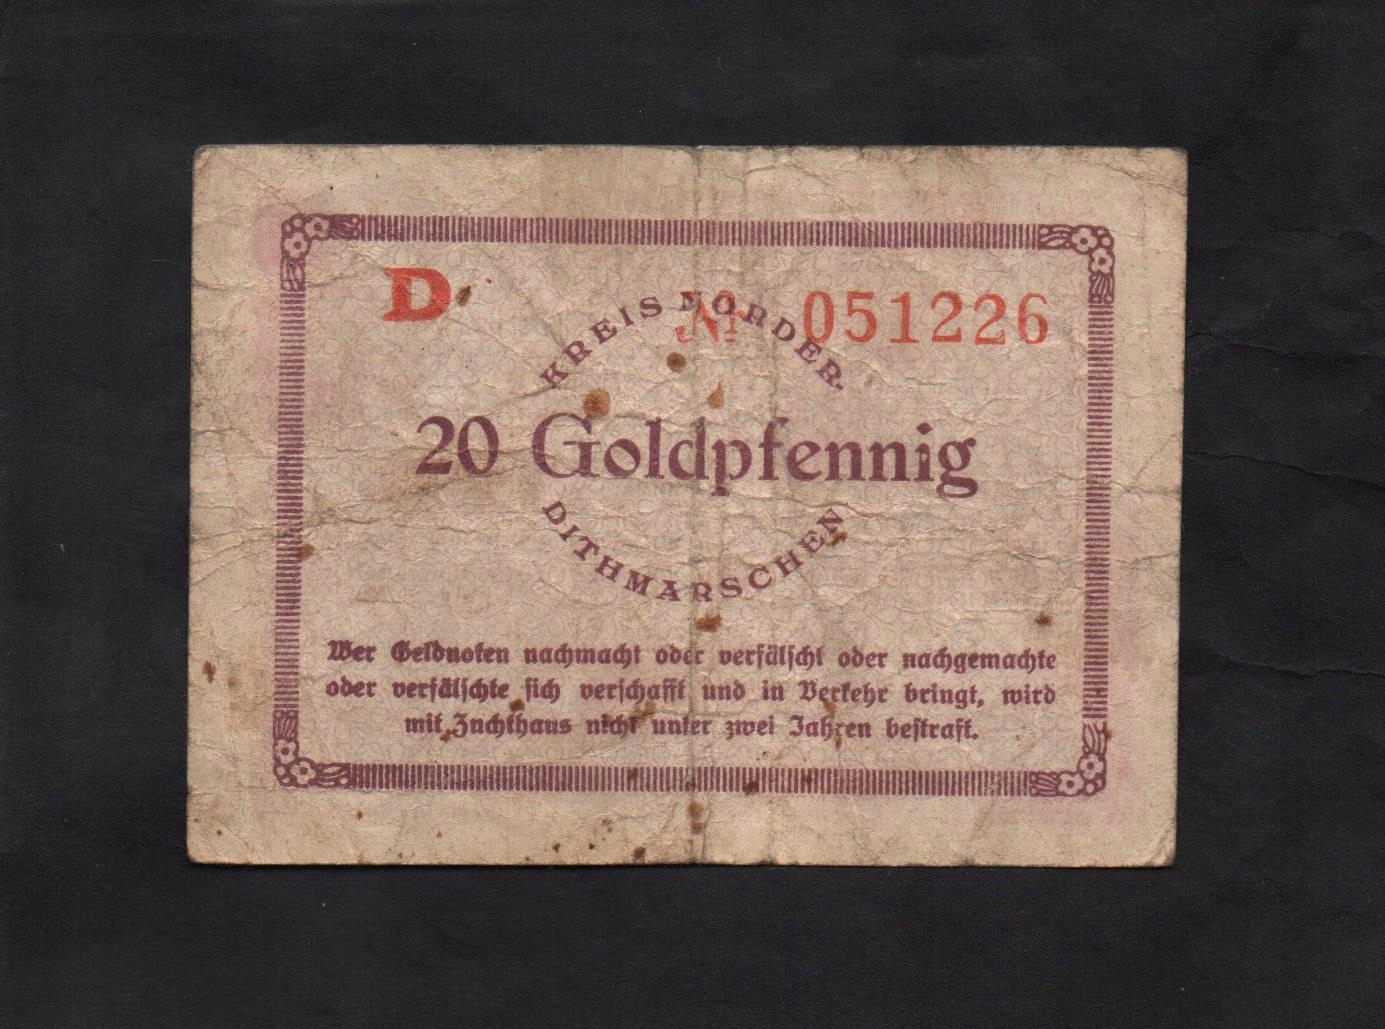 D
Nr 051226
KREIS NORDER-
20 Goldpfennig
DITHMARSCHEN
Wer Geldnoten nachmacht oder verfälscht oder nachgemachte
oder verfälschte sich verschafft und in Verkehr bringt, wird
mit Zuchthaus nicht unter zwei Jahren bestraft.